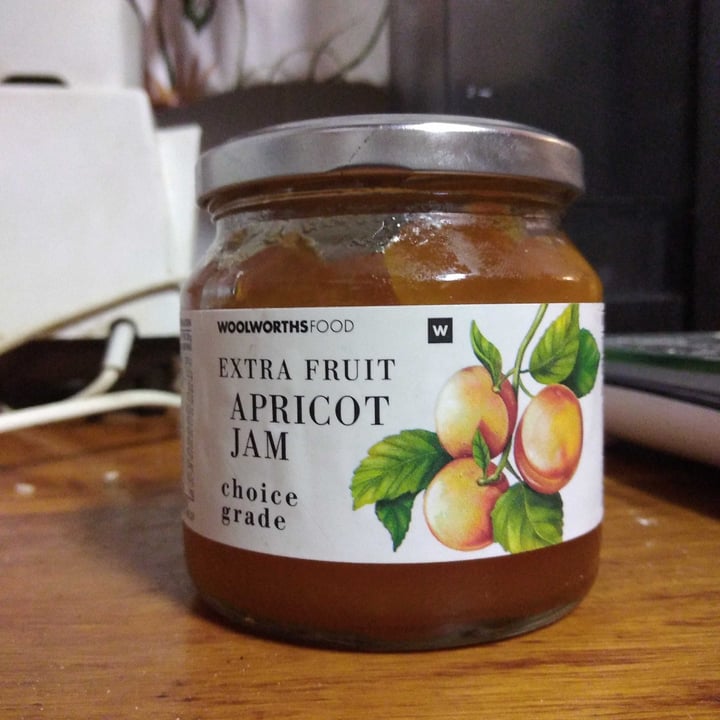 WOOLWORTHSFOOD
W
EXTRA FRUIT
APRICOT
JAM
choice
grade